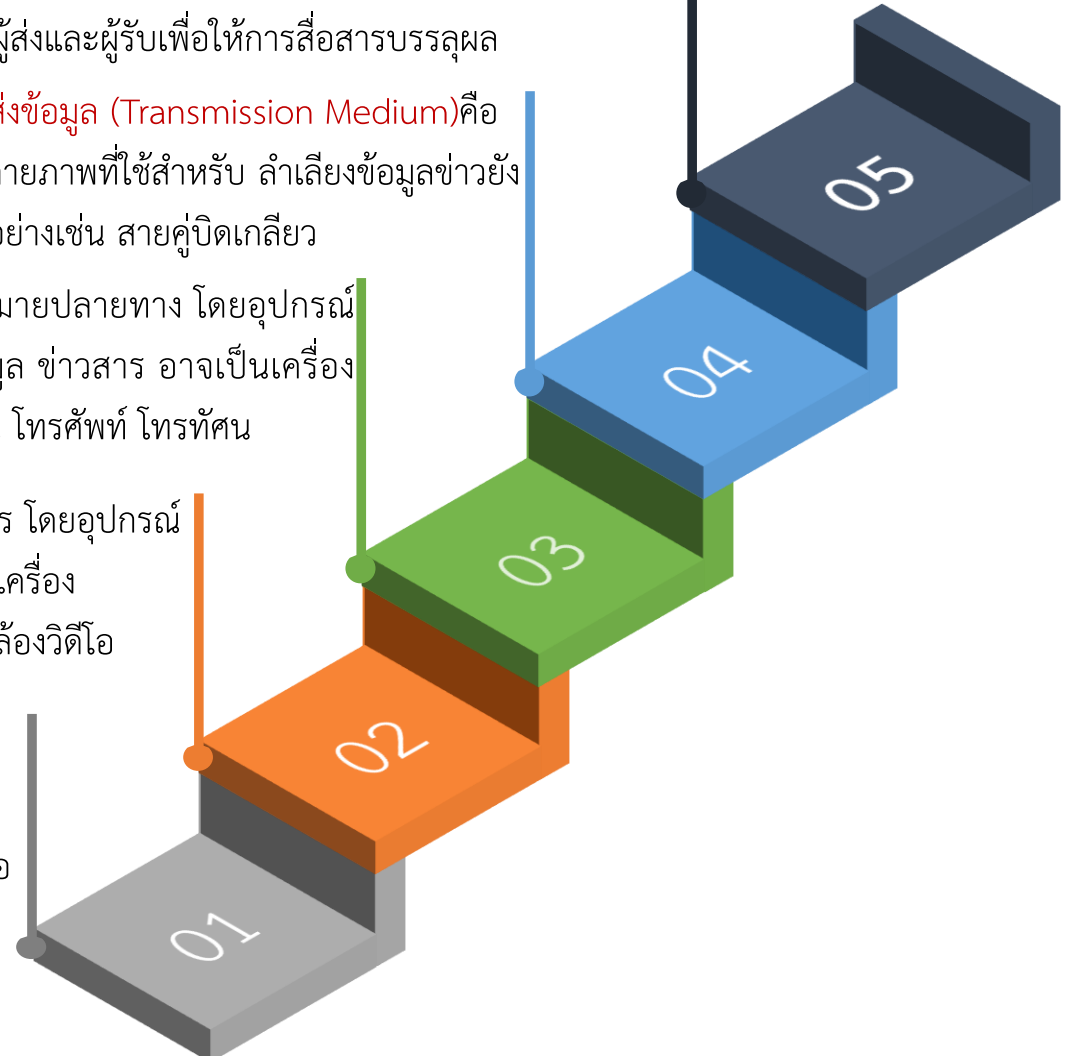 ผู้ส่งและผู้รับเพื่อให้การสื่อสารบรรลุผล
ส่งข้อมูล (Transmission Medium)คือ
กายภาพที่ใช้สำหรับ ลำเลียงข้อมูลข่าวยัง
อย่างเช่น สายคู่บิดเกลียว
หมายปลายทาง โดยอุปกรณ์
มูล ข่าวสาร อาจเป็นเครื่อง
โทรศัพท์ โทรทัศน
ร โดยอุปกรณ์
นเครื่อง
ล้องวิดีโอ
อ
05
04
03
02
01